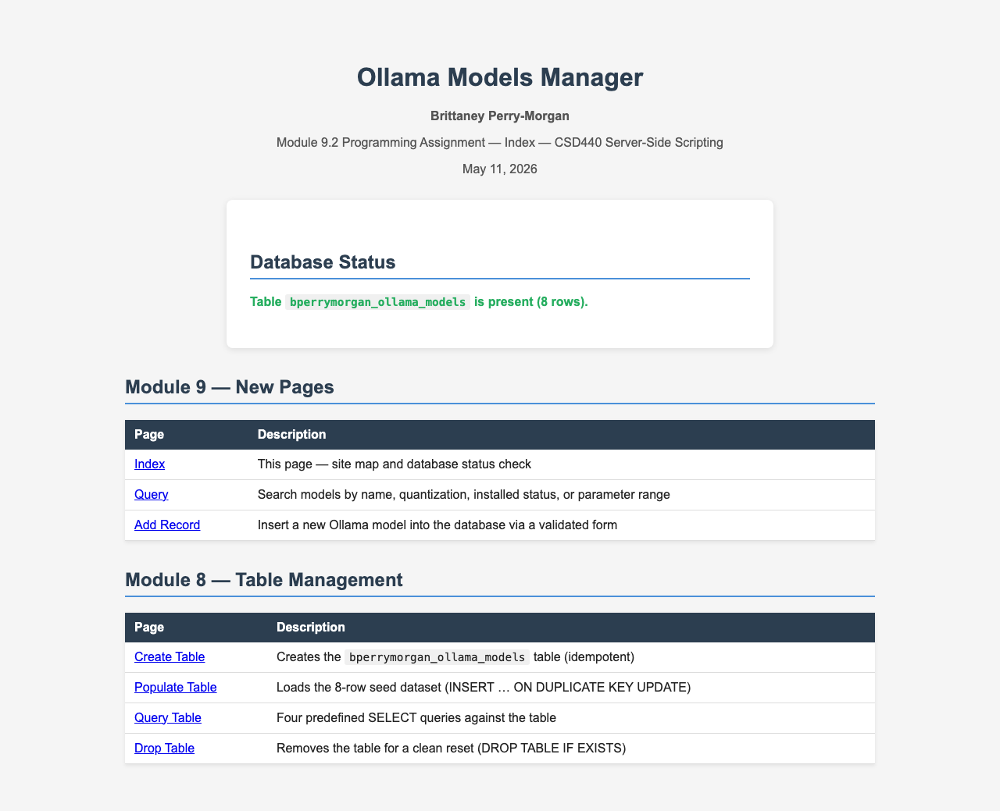 Ollama Models Manager
Brittaney Perry-Morgan
Module 9.2 Programming Assignment — Index — CSD440 Server-Side Scripting
May 11, 2026
Database Status
Table bperrymorgan_ollama_models is present (8 rows).
Module 9 — New Pages
Page Description
Index This page — site map and database status check
Query Search models by name, quantization, installed status, or parameter range
Add Record Insert a new Ollama model into the database via a validated form
Module 8 — Table Management
Page Description
Create Table Creates the bperrymorgan_ollama_models table (idempotent)
Populate Table Loads the 8-row seed dataset (INSERT … ON DUPLICATE KEY UPDATE)
Query Table Four predefined SELECT queries against the table
Drop Table Removes the table for a clean reset (DROP TABLE IF EXISTS)